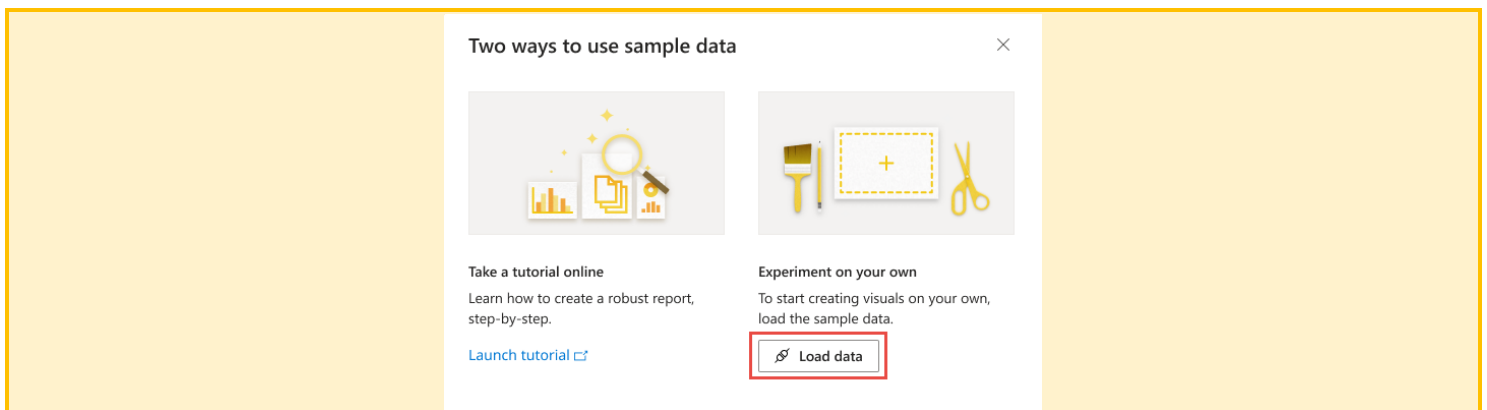 Two ways to use sample data
Take a tutorial online
Learn how to create a robust report,
step-by-step.
Launch tutorial
Experiment on your own
To start creating visuals on your own,
load the sample data.
Load data